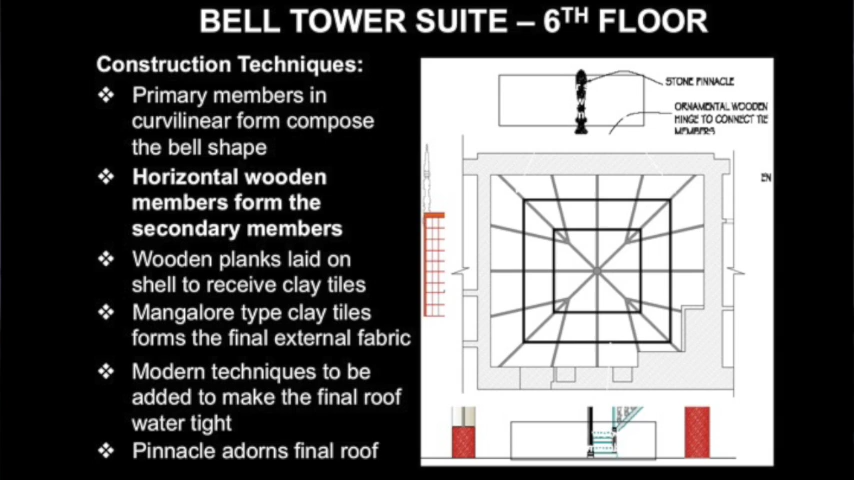 BELL TOWER SUITE – 6TH FLOOR
Construction Techniques:
❖ Primary members in
curvilinear form compose
the bell shape
❖ Horizontal wooden
members form the
secondary members
❖ Wooden planks laid on
shell to receive clay tiles
❖ Mangalore type clay tiles
forms the final external fabric
❖ Modern techniques to be
added to make the final roof
water tight
❖ Pinnacle adorns final roof
STONE PINNACLE
ORNAMENTAL WOODEN
HINGE TO CONNECT TIE
MEMBERS
EN